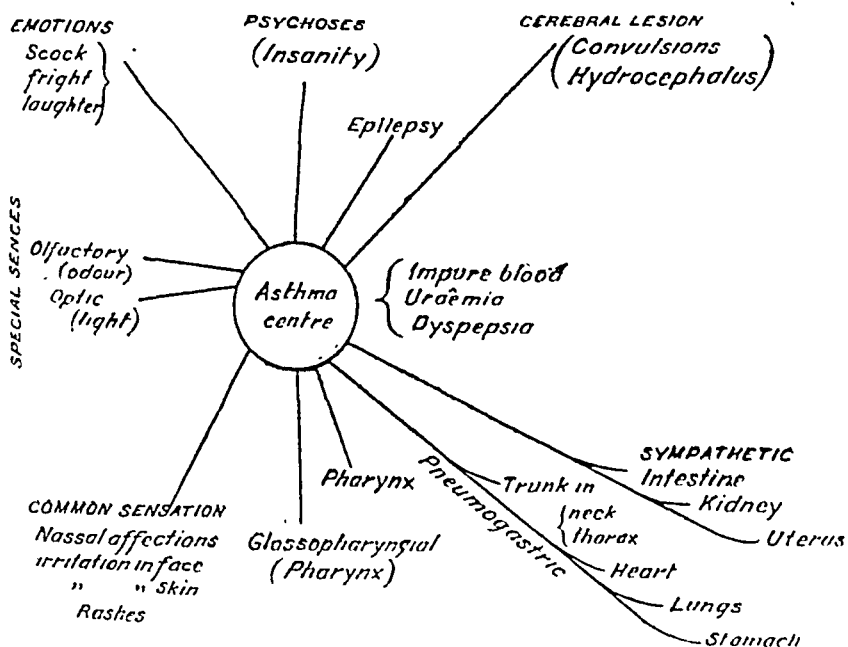 EMOTIONS
Scock
fright
laughter
PSYCHOSES
(Insanity)
CEREBRAL LESION
(Convulsions
Hydrocephalus)
Epilepsy
SPECIAL SENCES
Olfactory
(odour)
Optic
(light)
Asthma
centre
Impure blood
Uraemia
Dyspepsia
COMMON SENSATION
Nassal affections
irritation in face
" " skin
Rashes
Glossopharyngial
(Pharynx)
Pharynx
Pneumogastric
Trunk in
neck
thorax
Heart
Lungs
Stomach
SYMPATHETIC
Intestine
Kidney
Uterus